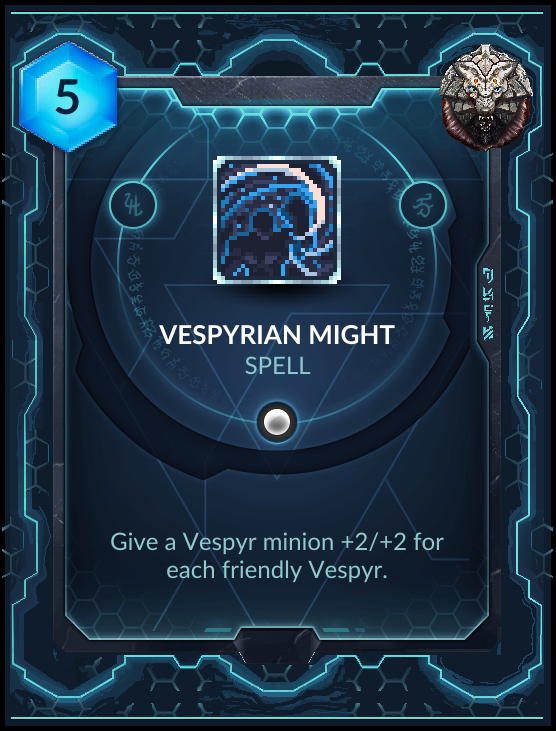 5
VESPYRIAN MIGHT
SPELL
Give a Vespyr minion +2/+2 for
each friendly Vespyr.